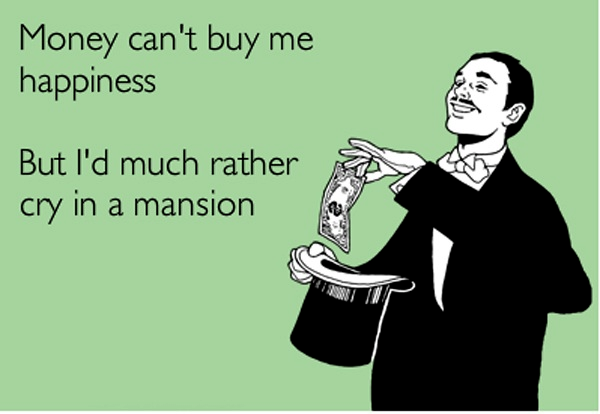 Money can't buy me
happiness
But I'd much rather
cry in a mansion